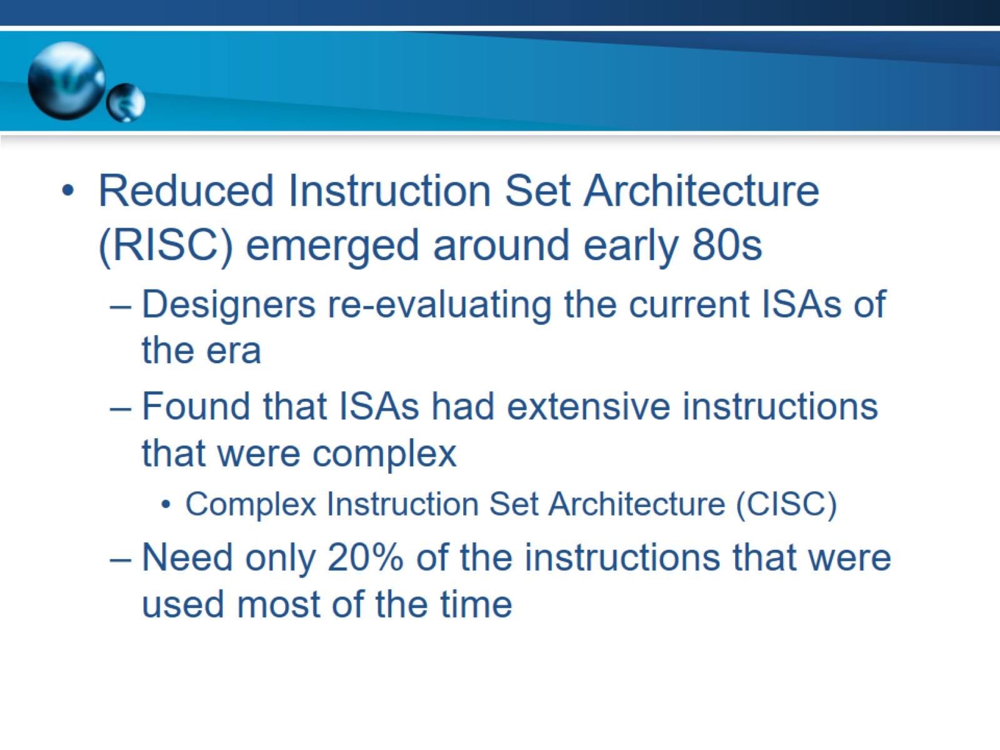 • Reduced Instruction Set Architecture
(RISC) emerged around early 80s
– Designers re-evaluating the current ISAs of
the era
– Found that ISAs had extensive instructions
that were complex
• Complex Instruction Set Architecture (CISC)
– Need only 20% of the instructions that were
used most of the time